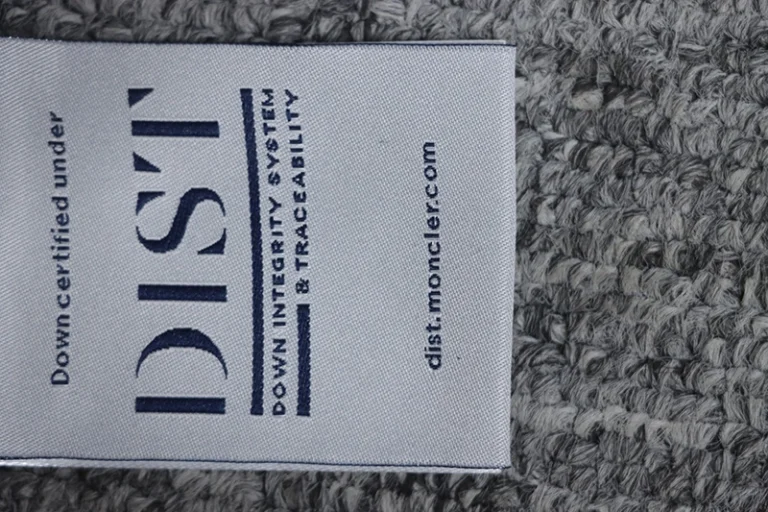 Down certified under
DIST
DOWN INTEGRITY SYSTEM
& TRACEABILITY
dist.moncler.com